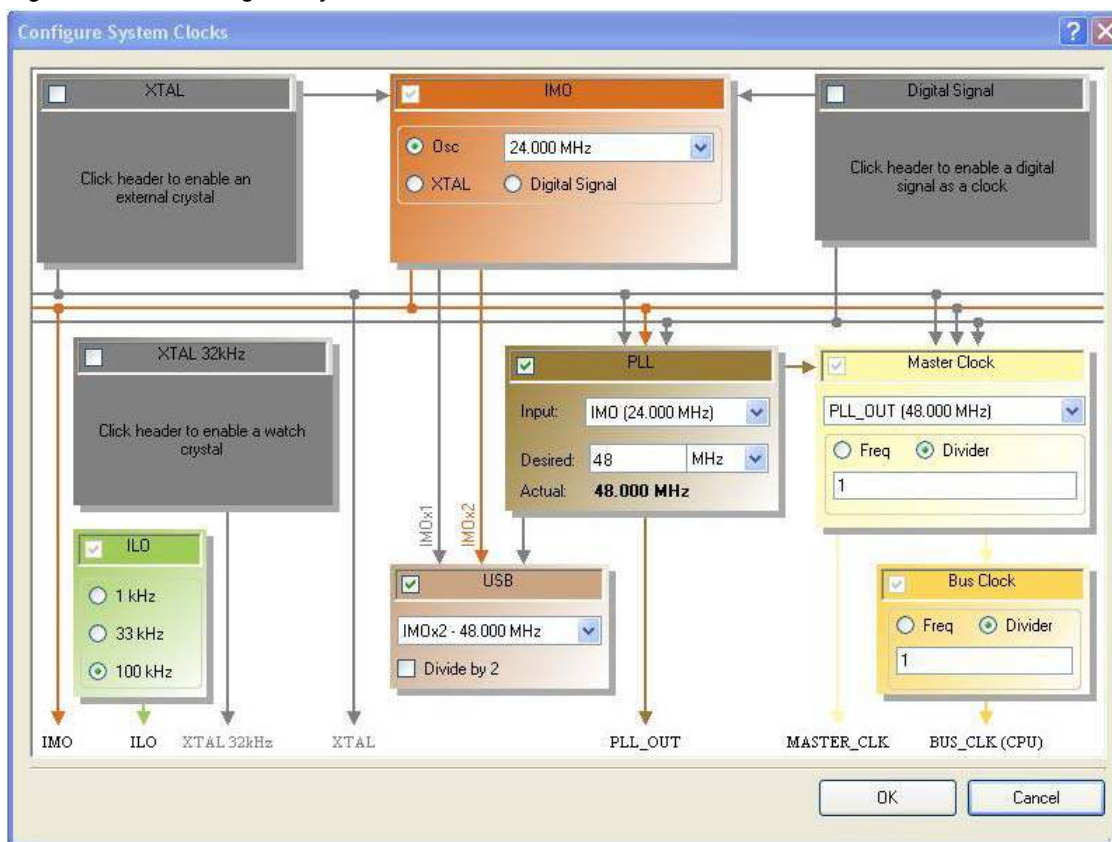 Configure System Clocks
XTAL
Click header to enable an
external crystal
IMO
Osc
24.000 MHz
XTAL
Digital Signal
Digital Signal
Click header to enable a digital
signal as a clock
XTAL 32kHz
Click header to enable a watch
crystal
PLL
Input:
IMO (24.000 MHz)
Desired:
48
MHz
Actual:
48.000 MHz
Master Clock
PLL_OUT (48.000 MHz)
Freq
Divider
1
IMOx1
IMOx2
ILO
1 kHz
33 kHz
100 kHz
USB
IMOx2 - 48.000 MHz
Divide by 2
Bus Clock
Freq
Divider
1
IMO
ILO
XTAL 32kHz
XTAL
PLL_OUT
MASTER_CLK
BUS_CLK (CPU)
OK
Cancel